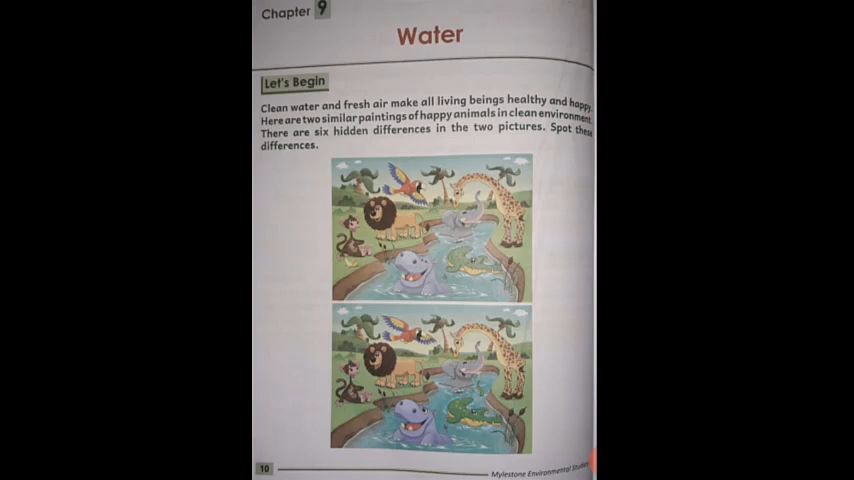 Chapter 9
Water
Let's Begin
Clean water and fresh air make all living beings healthy and happy.
Here are two similar paintings of happy animals in clean environment.
There are six hidden differences in the two pictures. Spot these
differences.
10
Mylestone Environmental Studies